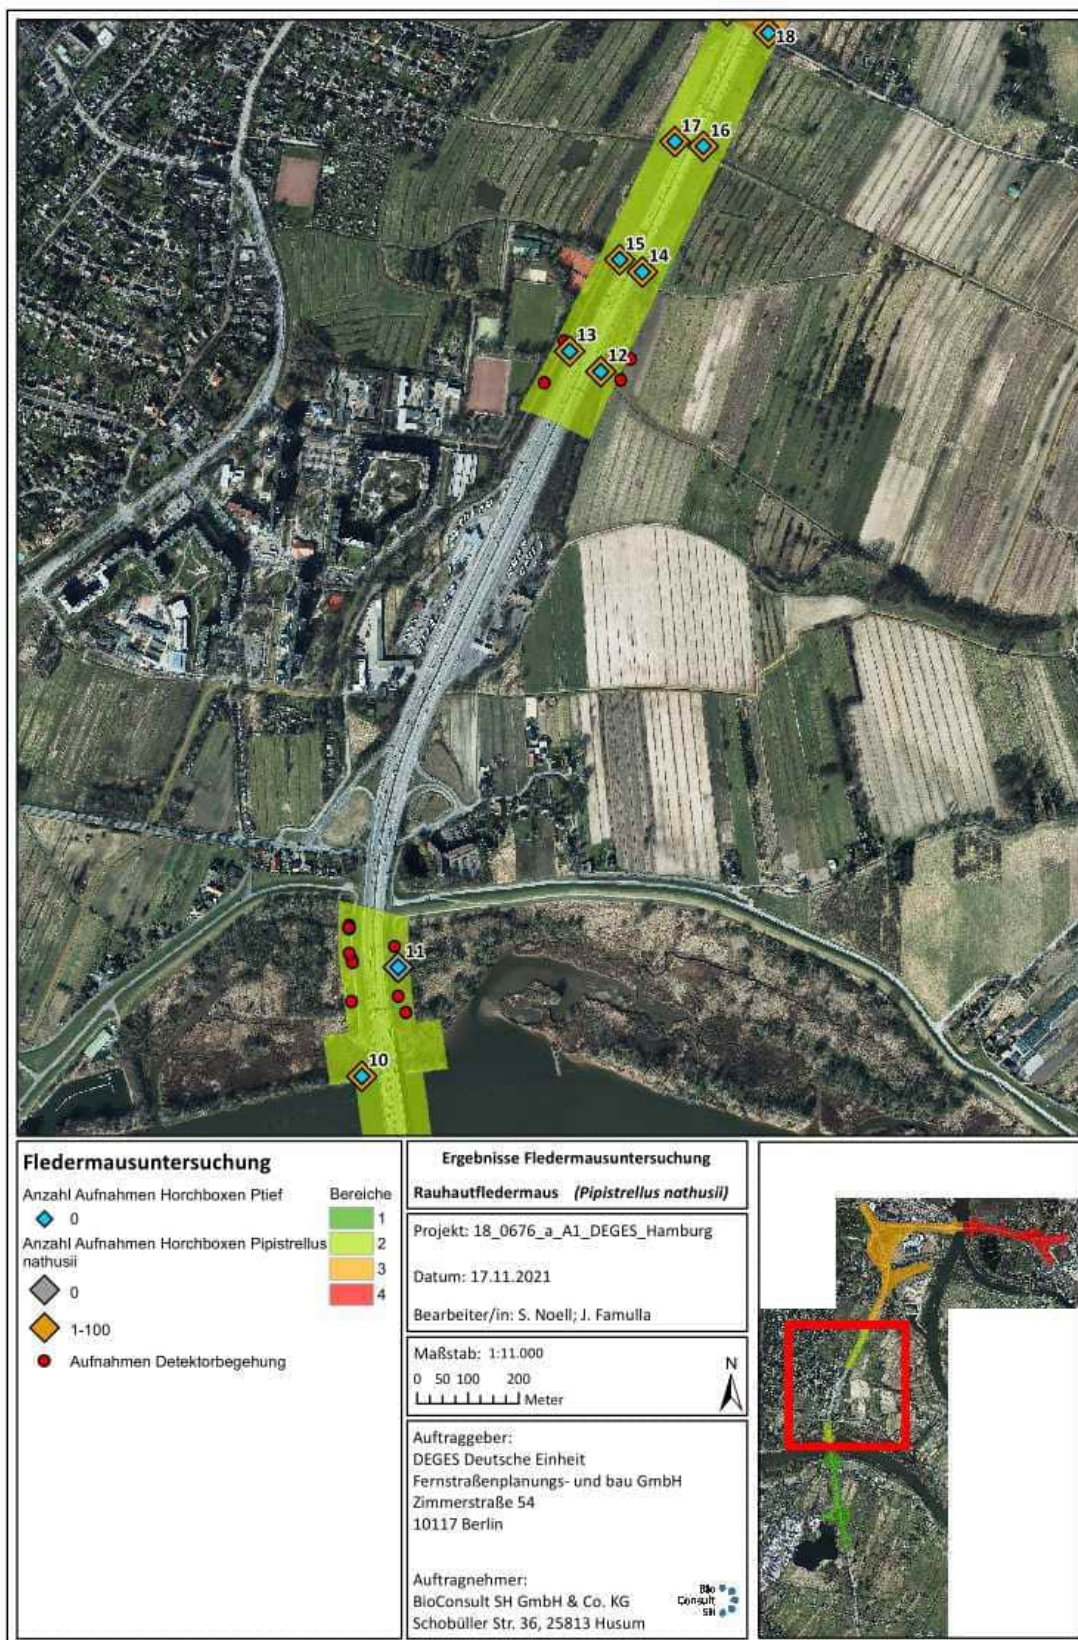 18
17
16
15
14
13
12
11
10
Fledermausuntersuchung
Anzahl Aufnahmen Horchboxen Ptief
0
Anzahl Aufnahmen Horchboxen Pipistrellus
nathusii
0
1-100
Aufnahmen Detektorbegehung
Bereiche
1
2
3
4
Ergebnisse Fledermausuntersuchung
Rauhautfledermaus (Pipistrellus nathusii)
Projekt: 18_0676_a_A1_DEGES_Hamburg
Datum: 17.11.2021
Bearbeiter/in: S. Noell; J. Famulla
Maßstab: 1:11.000
0 50 100 200
Meter
N
Auftraggeber:
DEGES Deutsche Einheit
Fernstraßenplanungs- und bau GmbH
Zimmerstraße 54
10117 Berlin
Auftragnehmer:
BioConsult SH GmbH & Co. KG
Schobüller Str. 36, 25813 Husum
Bio
Consult
SH